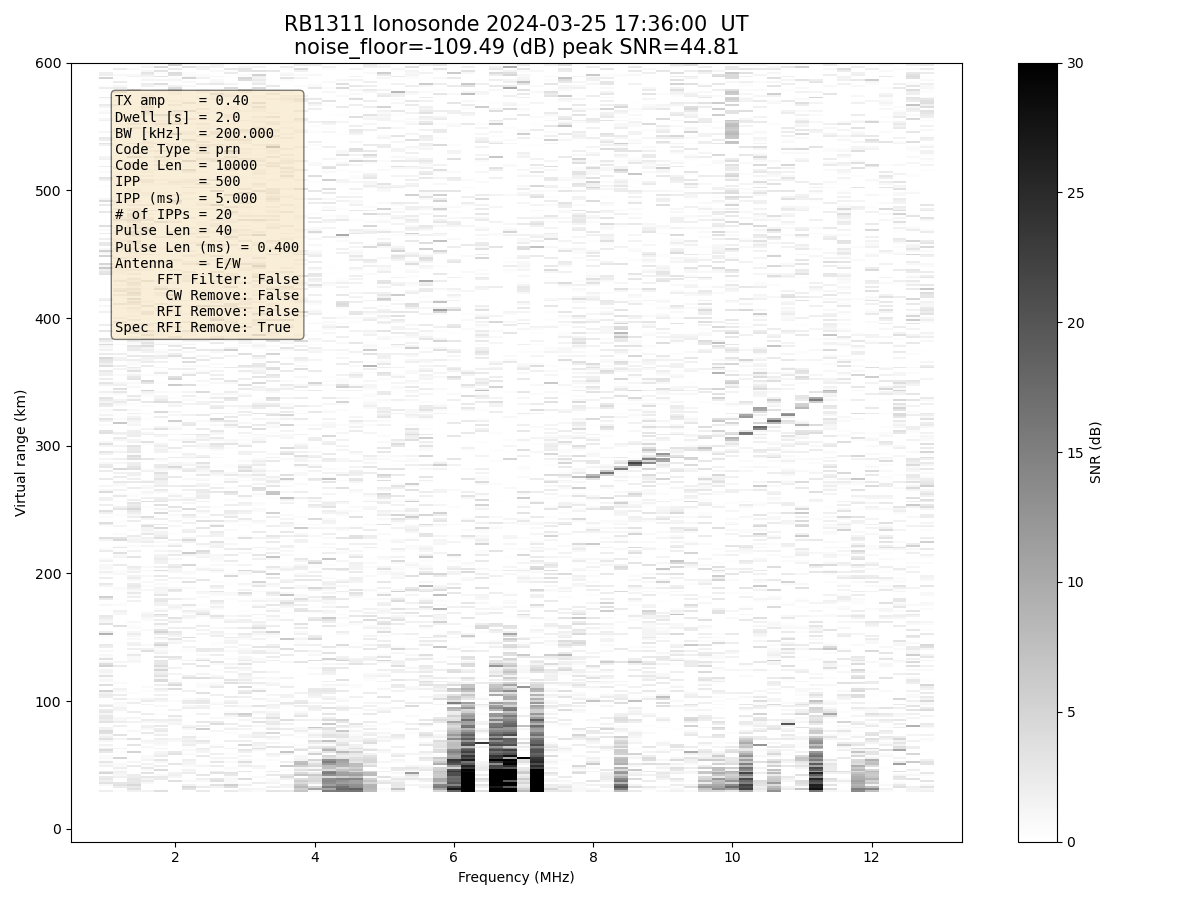 RB1311 Ionosonde 2024-03-25 17:36:00  UT
noise_floor=-109.49 (dB) peak SNR=44.81
600
500
400
300
200
100
0
Virtual range (km)
TX amp    = 0.40
Dwell [s] = 2.0
BW [kHz]  = 200.000
Code Type = prn
Code Len  = 10000
IPP       = 500
IPP (ms)  = 5.000
# of IPPs = 20
Pulse Len = 40
Pulse Len (ms) = 0.400
Antenna   = E/W
FFT Filter: False
CW Remove: False
RFI Remove: False
Spec RFI Remove: True
2 4 6 8 10 12
Frequency (MHz)
30
25
20
15
10
5
0
SNR (dB)